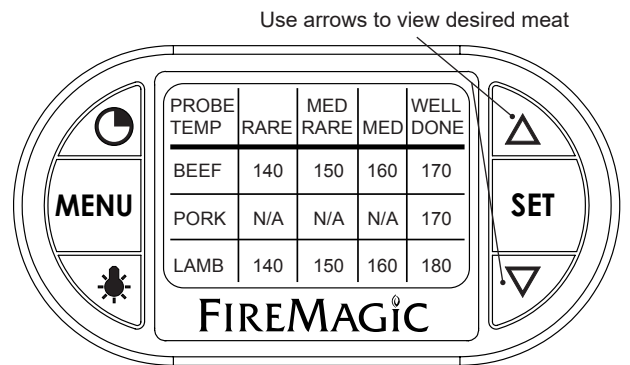 Use arrows to view desired meat
PROBE TEMP RARE MED RARE MED WELL DONE
BEEF 140 150 160 170
PORK N/A N/A N/A 170
LAMB 140 150 160 180
MENU
SET
FIREMAGIC